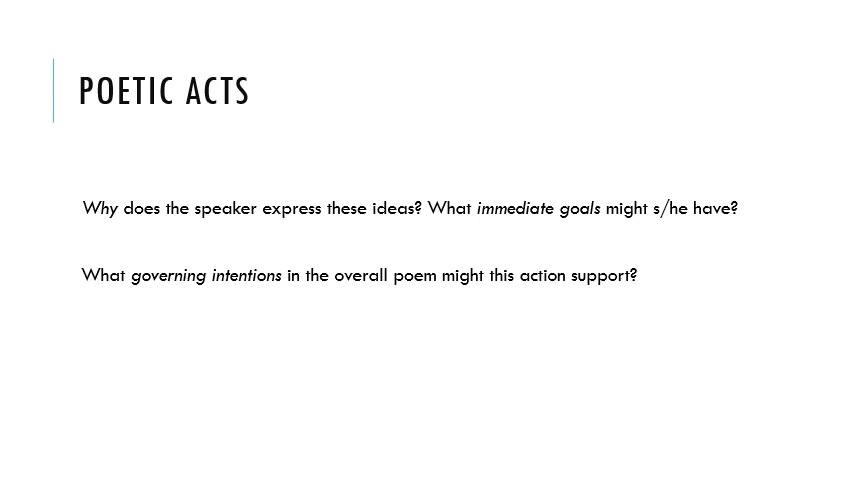 POETIC ACTS
Why does the speaker express these ideas? What immediate goals might s/he have?
What governing intentions in the overall poem might this action support?